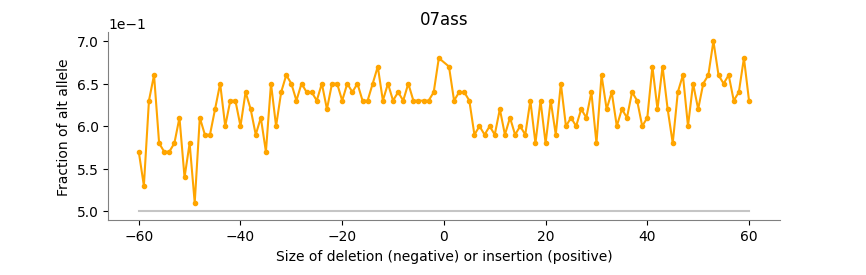 07ass
1e−1
7.0
6.5
6.0
5.5
5.0
Fraction of alt allele
−60 −40 −20 0 20 40 60
Size of deletion (negative) or insertion (positive)